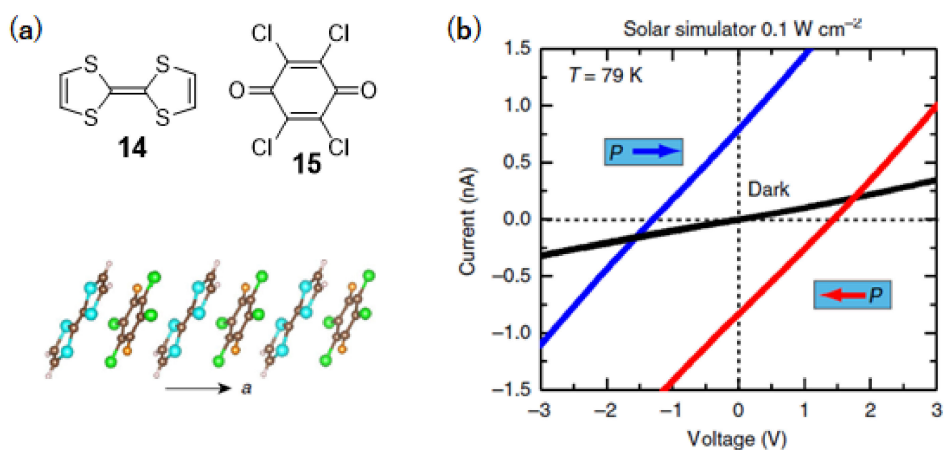 (a)
S
S
S
S
14
Cl
Cl
O
O
Cl
Cl
15
a
(b)
Solar simulator 0.1 W cm⁻²
T = 79 K
P
Dark
P
1.5
1.0
0.5
0.0
−0.5
−1.0
−1.5
Current (nA)
−3
−2
−1
0
1
2
3
Voltage (V)